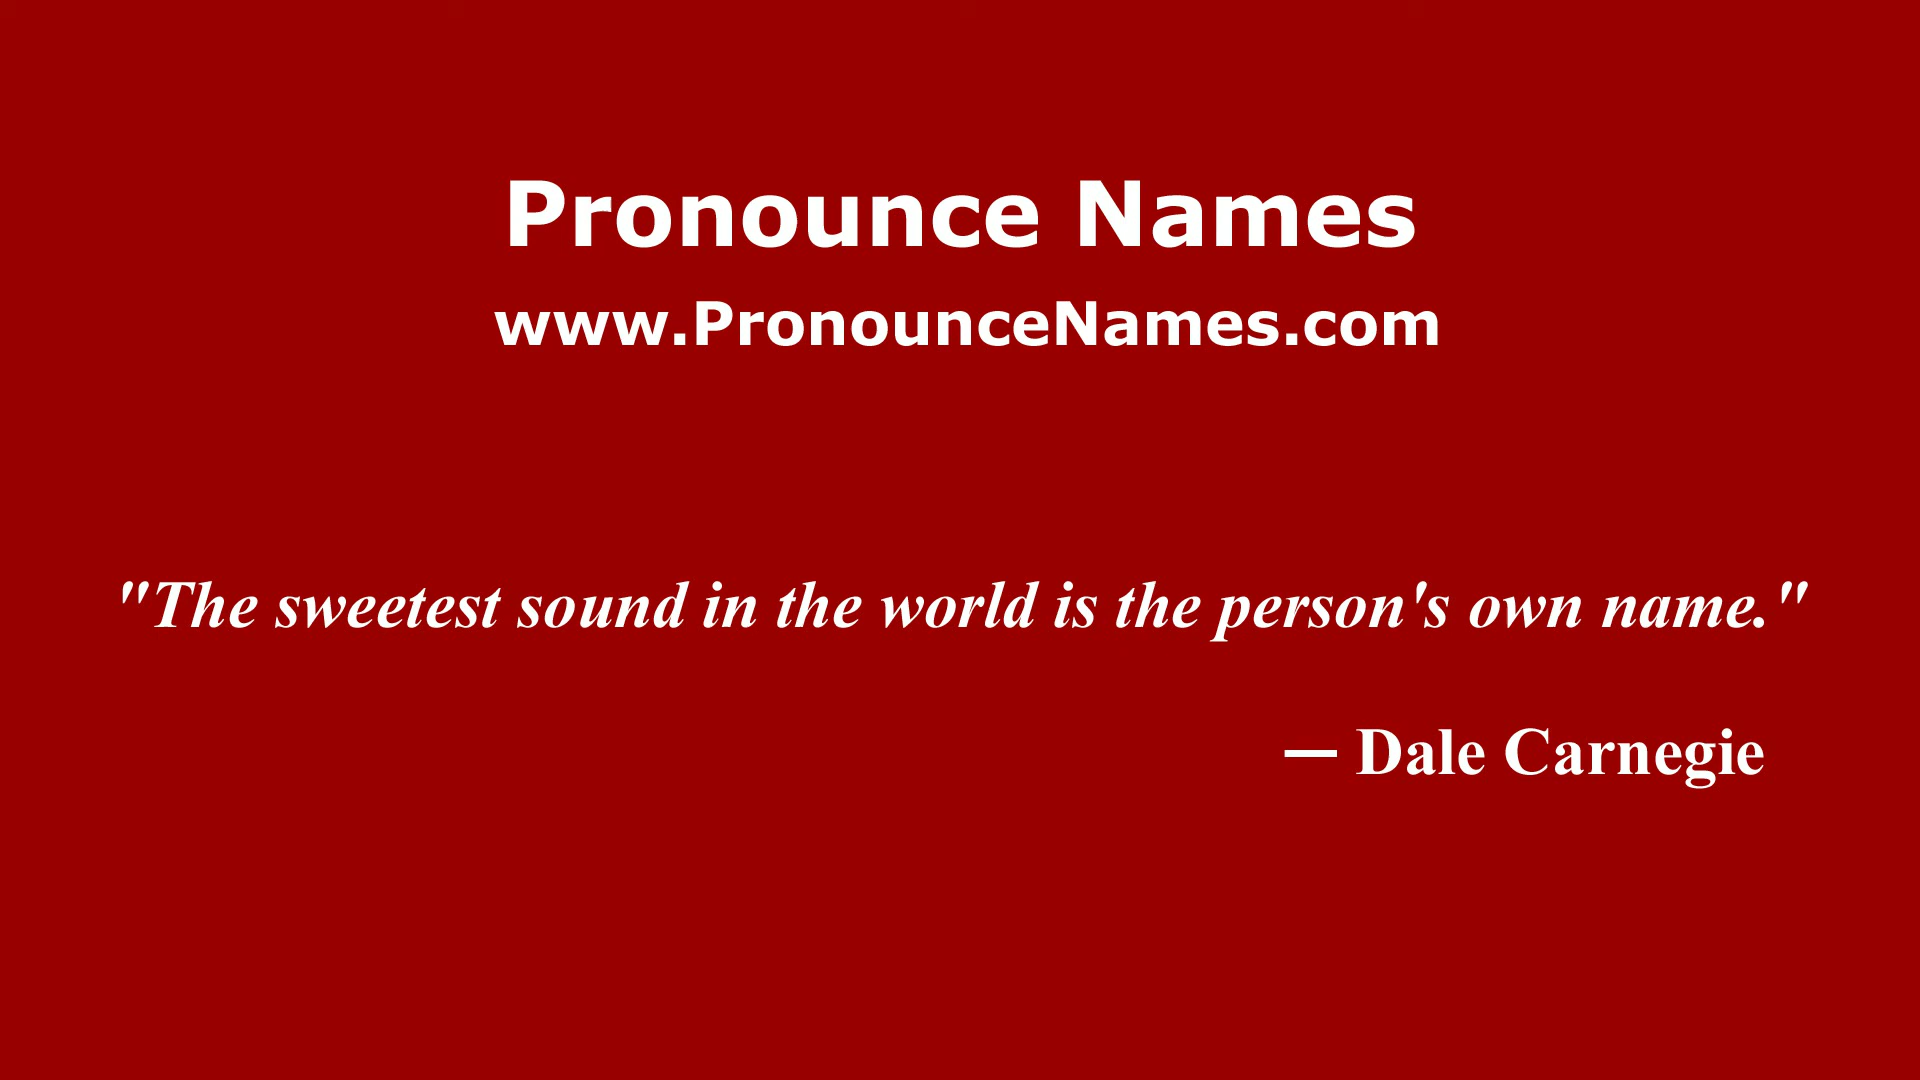 Pronounce Names
www.PronounceNames.com
"The sweetest sound in the world is the person's own name."
— Dale Carnegie